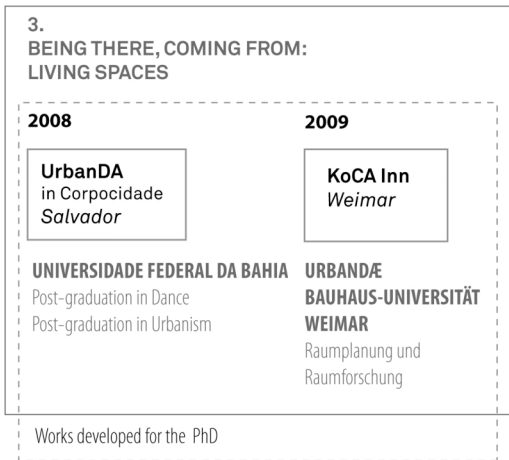 3.
BEING THERE, COMING FROM:
LIVING SPACES
2008
UrbanDA
in Corpocidade
Salvador
UNIVERSIDADE FEDERAL DA BAHIA
Post-graduation in Dance
Post-graduation in Urbanism
2009
KoCA Inn
Weimar
URBANDÆ
BAUHAUS-UNIVERSITÄT
WEIMAR
Raumplanung und
Raumforschung
Works developed for the PhD